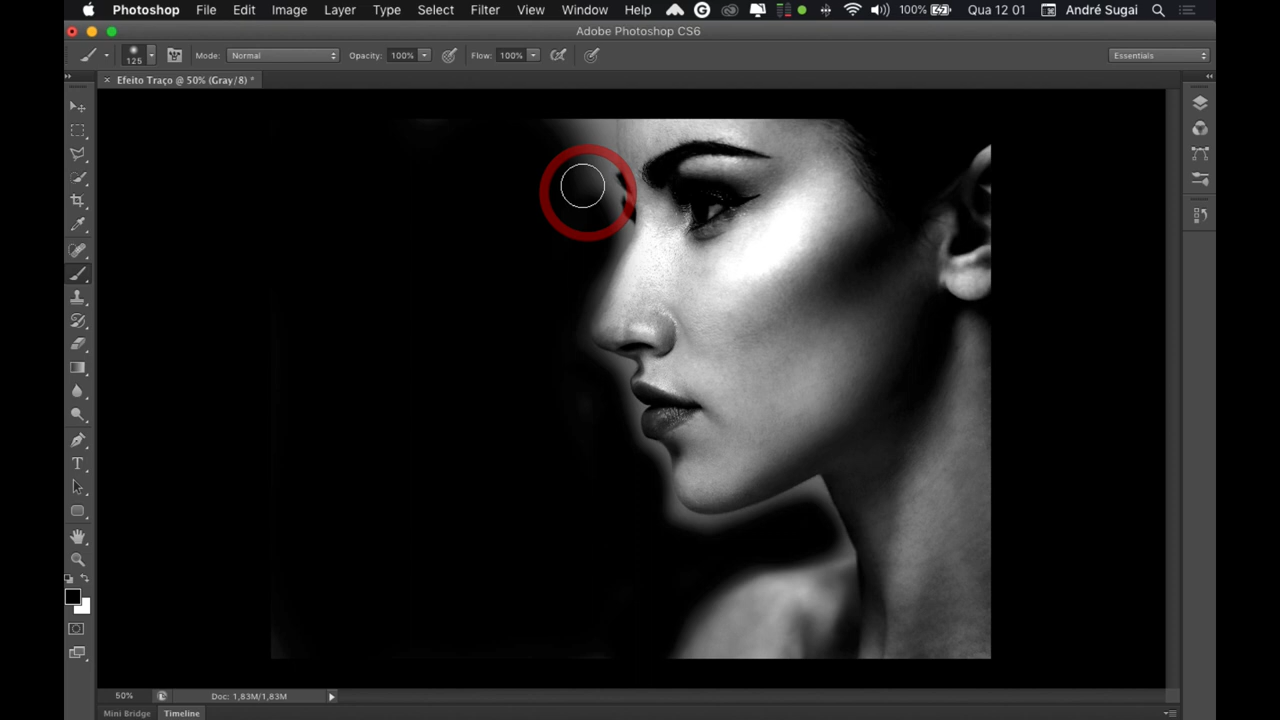 Photoshop File Edit Image Layer Type Select Filter View Window Help 100% Qua 12 01 André Sugai
Adobe Photoshop CS6
125 Mode: Normal Opacity: 100% Flow: 100% Essentials
Efeito Traço @ 50% (Gray/8) *
50% Doc: 1,83M/1,83M
Mini Bridge Timeline